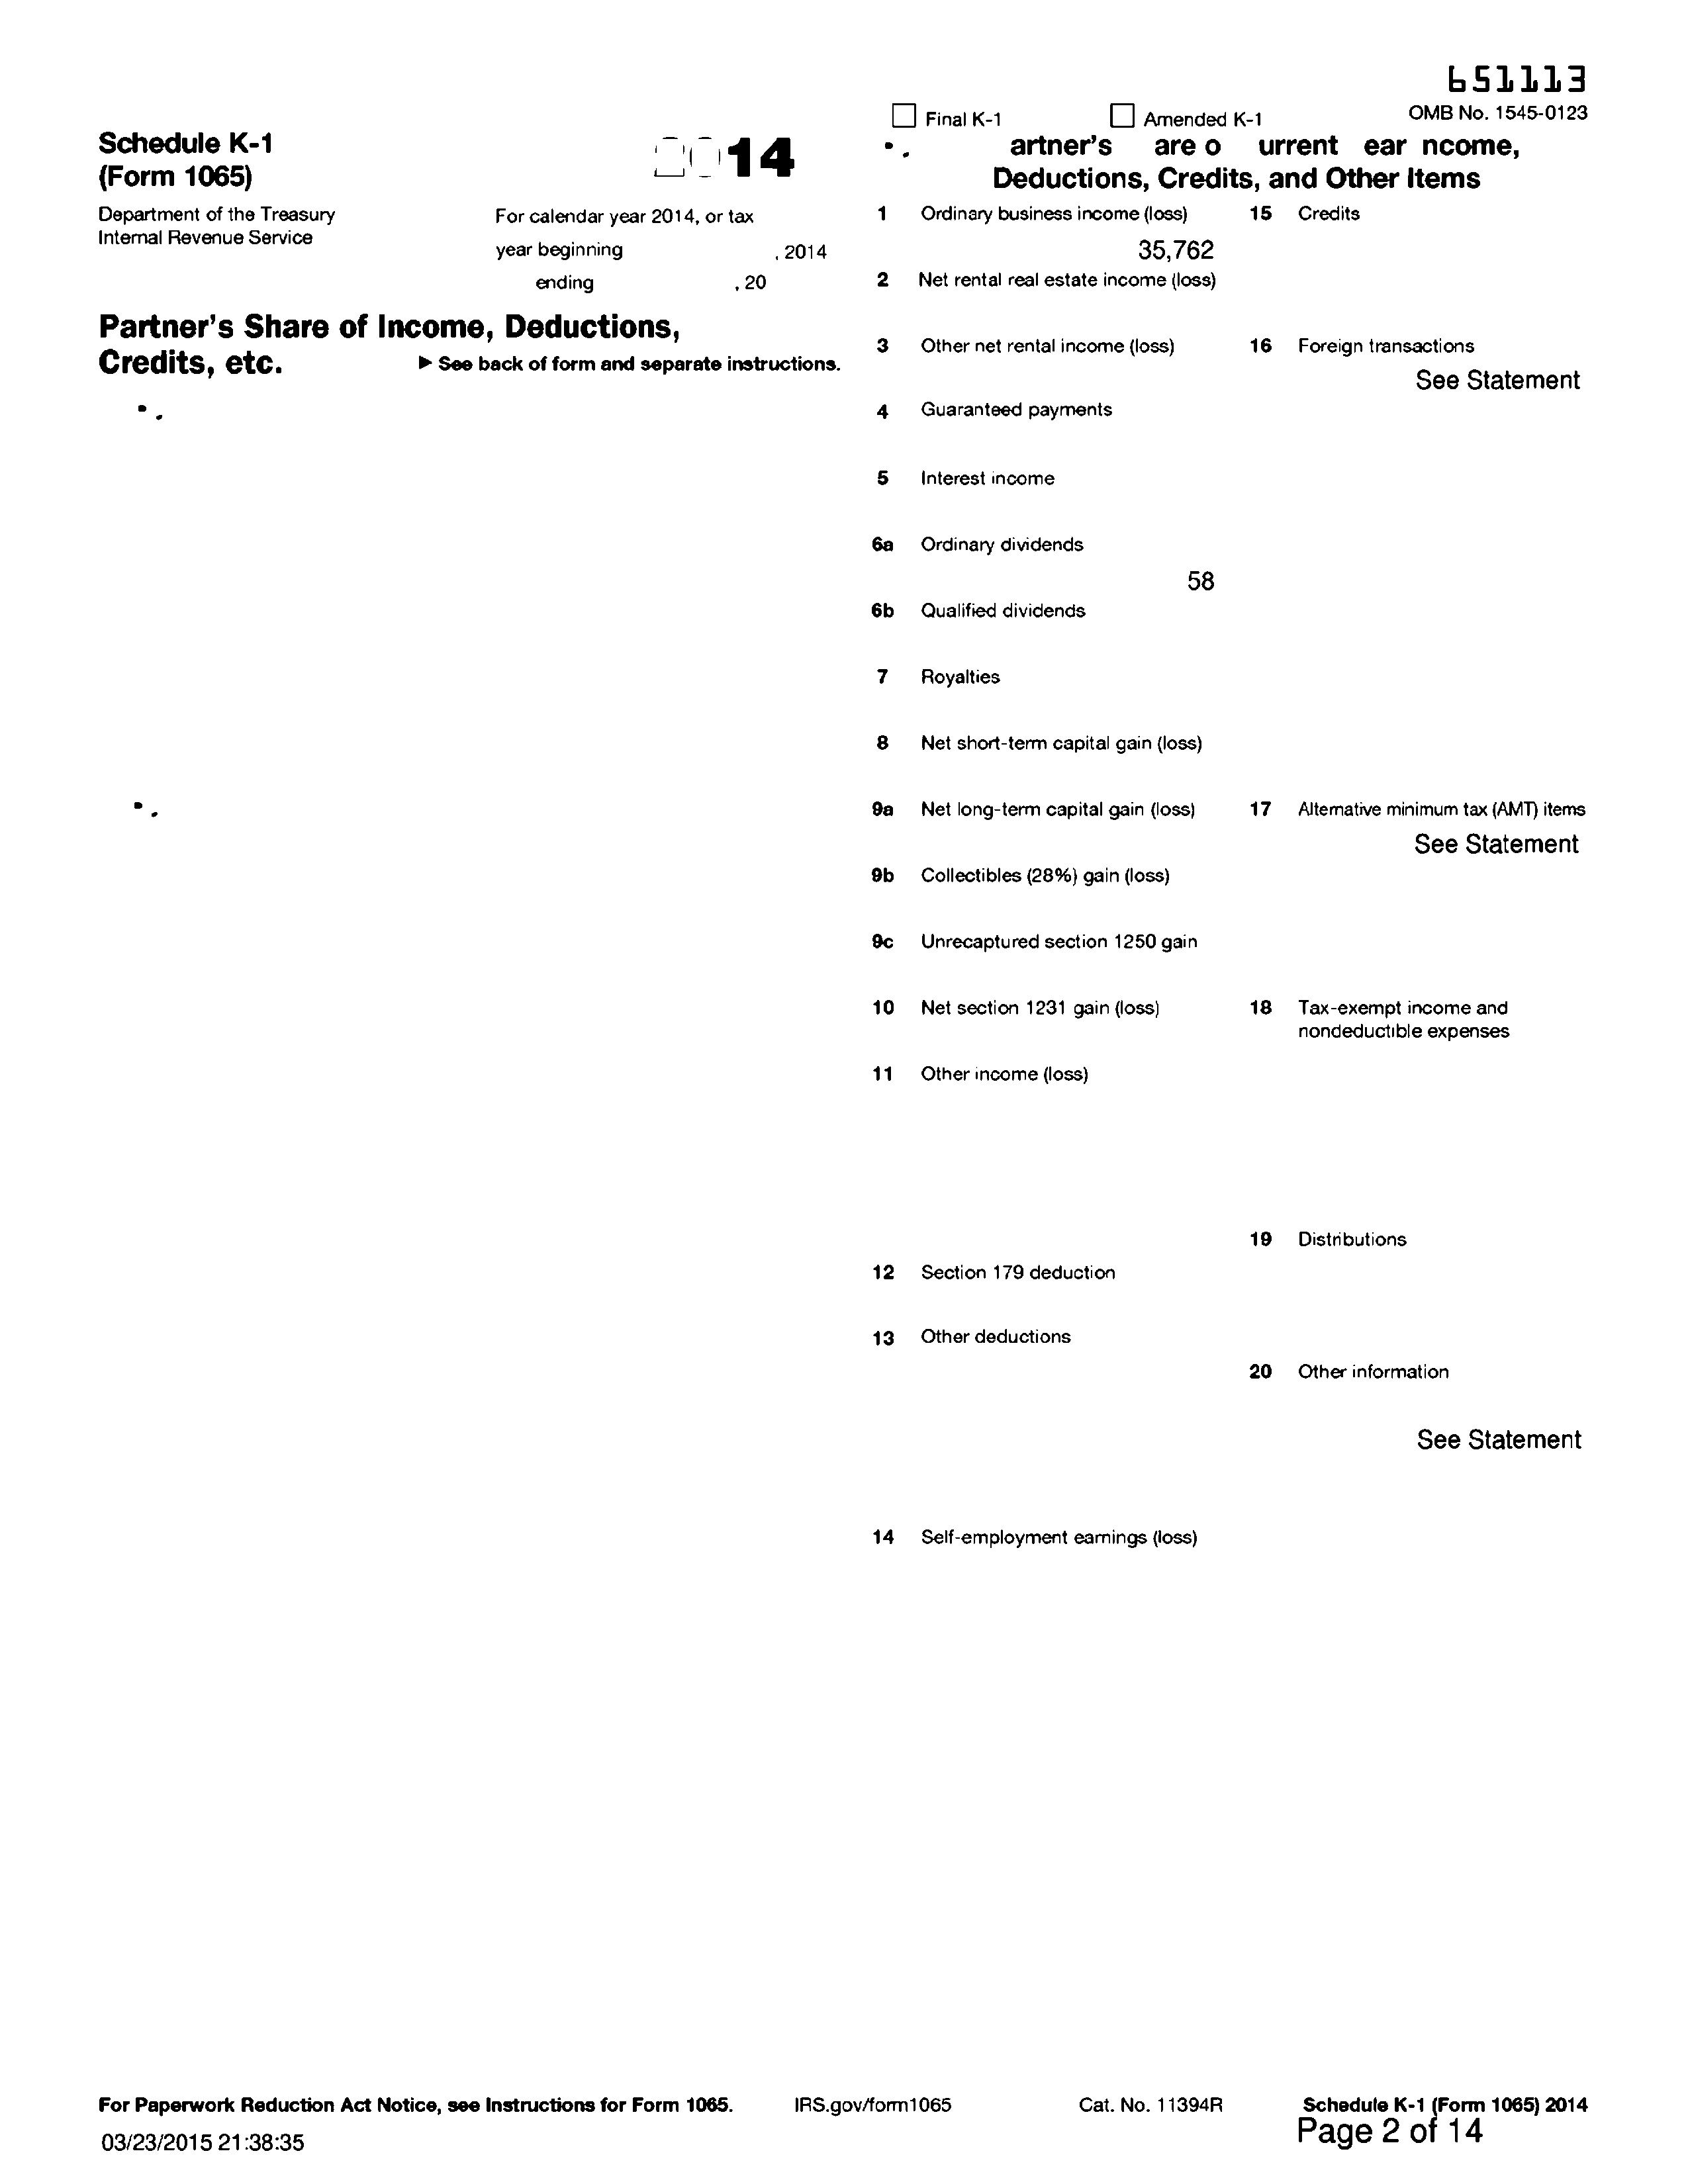 651113
Final K-1 Amended K-1 OMB No. 1545-0123
Schedule K-1
(Form 1065)
2014
Department of the Treasury
Internal Revenue Service
For calendar year 2014, or tax
year beginning , 2014
ending , 20
Partner's Share of Income, Deductions,
Credits, etc. ► See back of form and separate instructions.
artner's are o urrent ear ncome,
Deductions, Credits, and Other Items
1 Ordinary business income (loss)
35,762
2 Net rental real estate income (loss)
3 Other net rental income (loss)
4 Guaranteed payments
5 Interest income
6a Ordinary dividends
58
6b Qualified dividends
7 Royalties
8 Net short-term capital gain (loss)
9a Net long-term capital gain (loss)
9b Collectibles (28%) gain (loss)
9c Unrecaptured section 1250 gain
10 Net section 1231 gain (loss)
11 Other income (loss)
12 Section 179 deduction
13 Other deductions
14 Self-employment earnings (loss)
15 Credits
16 Foreign transactions
See Statement
17 Alternative minimum tax (AMT) items
See Statement
18 Tax-exempt income and
nondeductible expenses
19 Distributions
20 Other information
See Statement
For Paperwork Reduction Act Notice, see Instructions for Form 1065. IRS.gov/form1065 Cat. No. 11394R Schedule K-1 (Form 1065) 2014
03/23/2015 21:38:35 Page 2 of 14